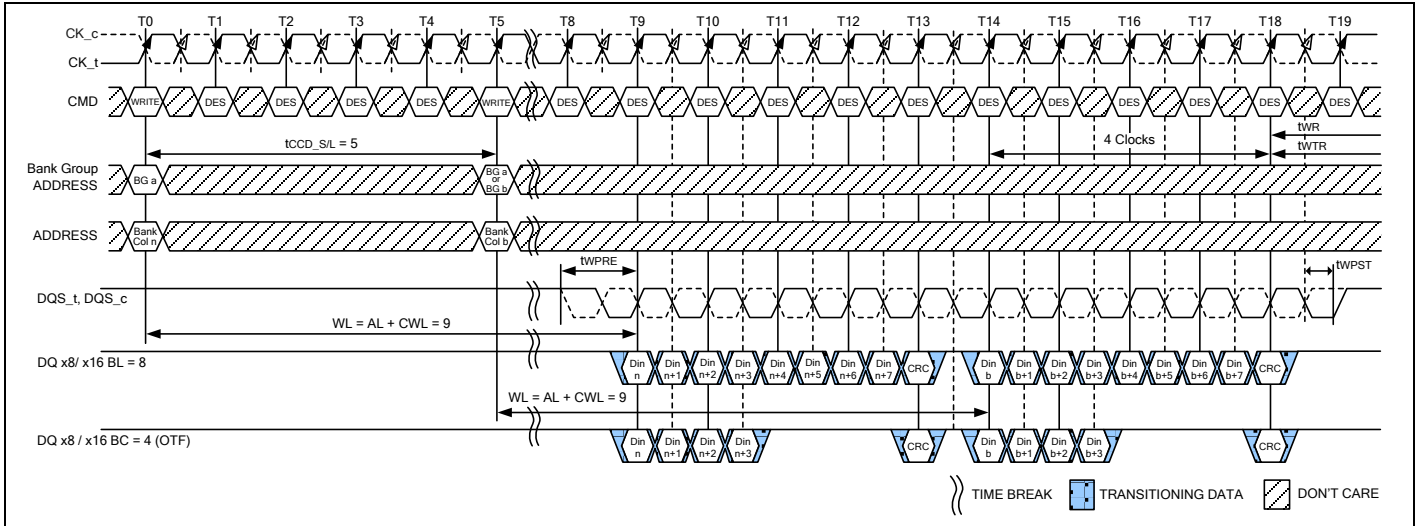 T0 T1 T2 T3 T4 T5 T8 T9 T10 T11 T12 T13 T14 T15 T16 T17 T18 T19
CK_c
CK_t
CMD WRITE DES DES DES DES WRITE DES DES DES DES DES DES DES DES DES DES DES DES
tCCD_S/L = 5
4 Clocks
tWR
tWTR
Bank Group
ADDRESS
BG a
BG a
or
BG b
ADDRESS
Bank
Col n
Bank
Col b
tWPRE
tWPST
DQS_t, DQS_c
WL = AL + CWL = 9
DQ x8/ x16 BL = 8
Din
n
Din
n+1
Din
n+2
Din
n+3
Din
n+4
Din
n+5
Din
n+6
Din
n+7
CRC
Din
b
Din
b+1
Din
b+2
Din
b+3
Din
b+4
Din
b+5
Din
b+6
Din
b+7
CRC
WL = AL + CWL = 9
DQ x8 / x16 BC = 4 (OTF)
Din
n
Din
n+1
Din
n+2
Din
n+3
CRC
Din
b
Din
b+1
Din
b+2
Din
b+3
CRC
TIME BREAK
TRANSITIONING DATA
DON'T CARE